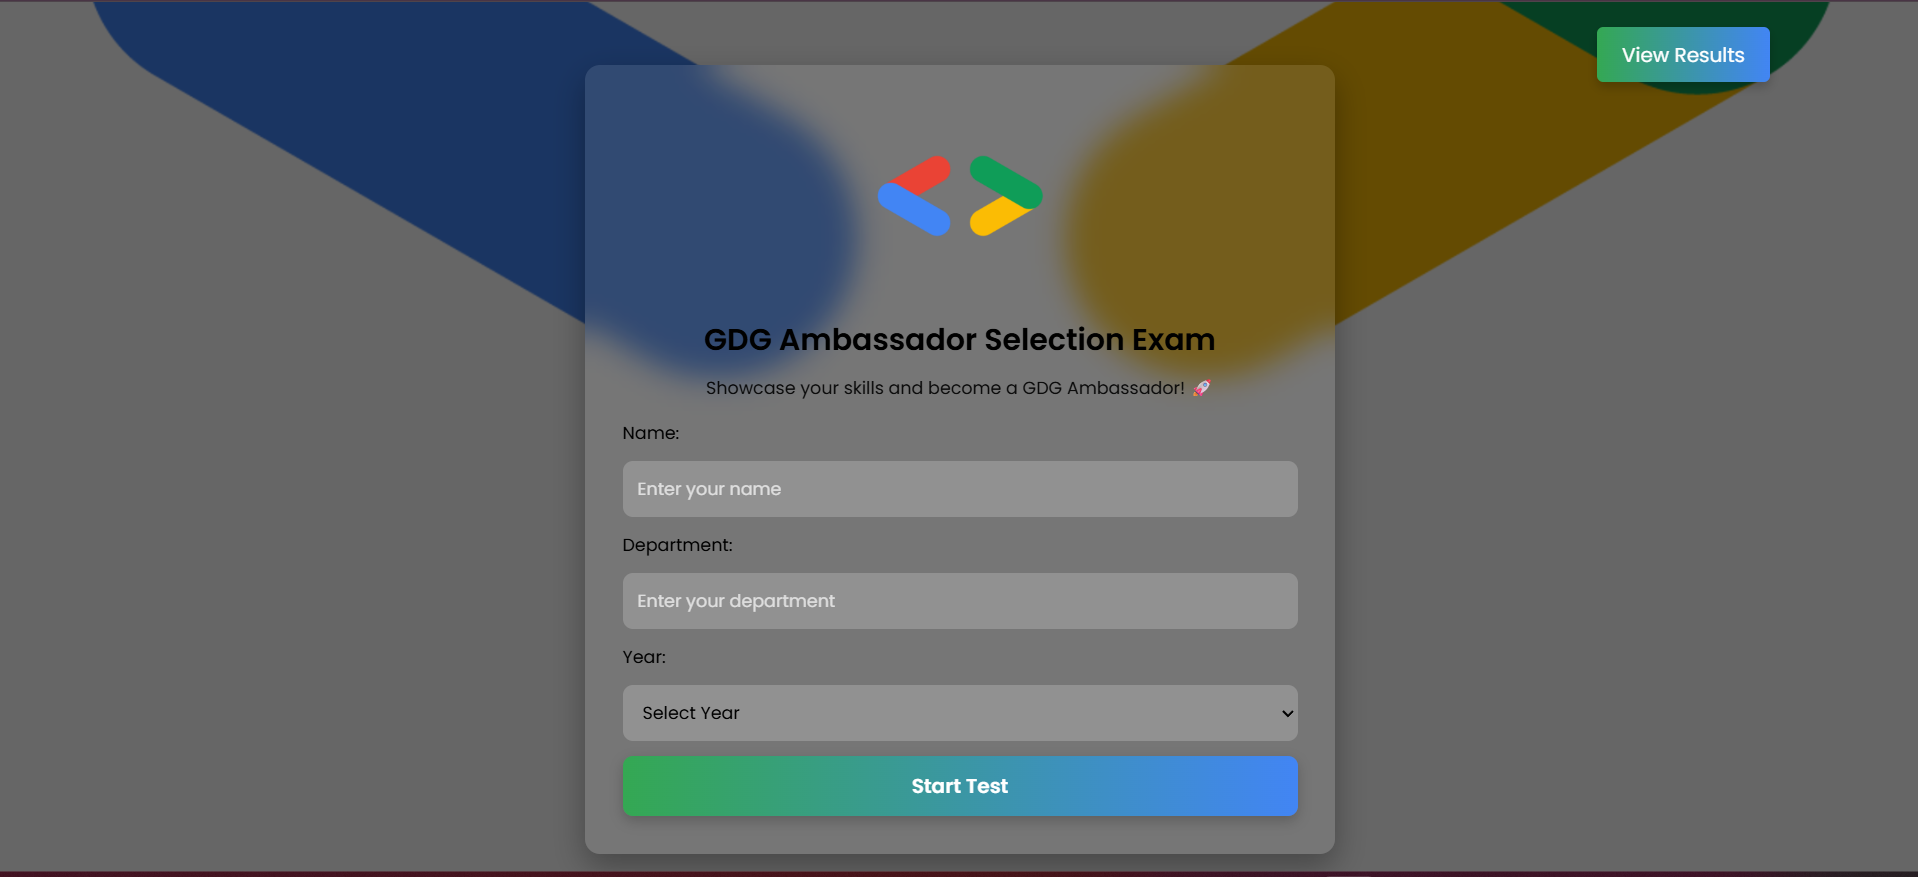 View Results
GDG Ambassador Selection Exam
Showcase your skills and become a GDG Ambassador! 🚀
Name:
Enter your name
Department:
Enter your department
Year:
Select Year
Start Test